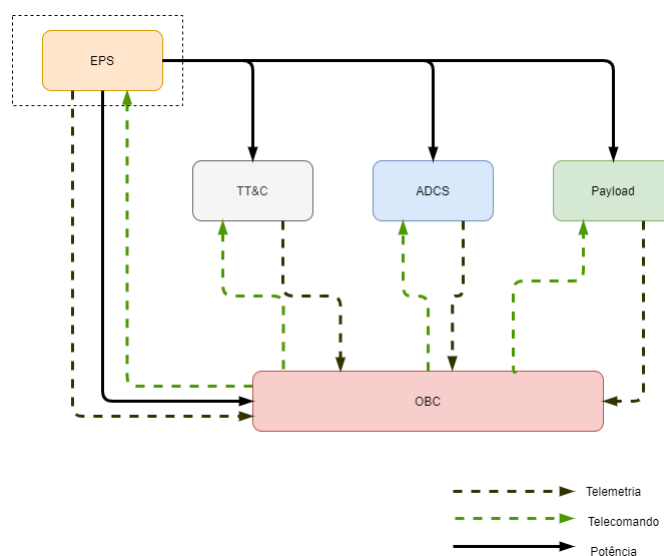 EPS
TT&C
ADCS
Payload
OBC
Telemetria
Telecomando
Potência